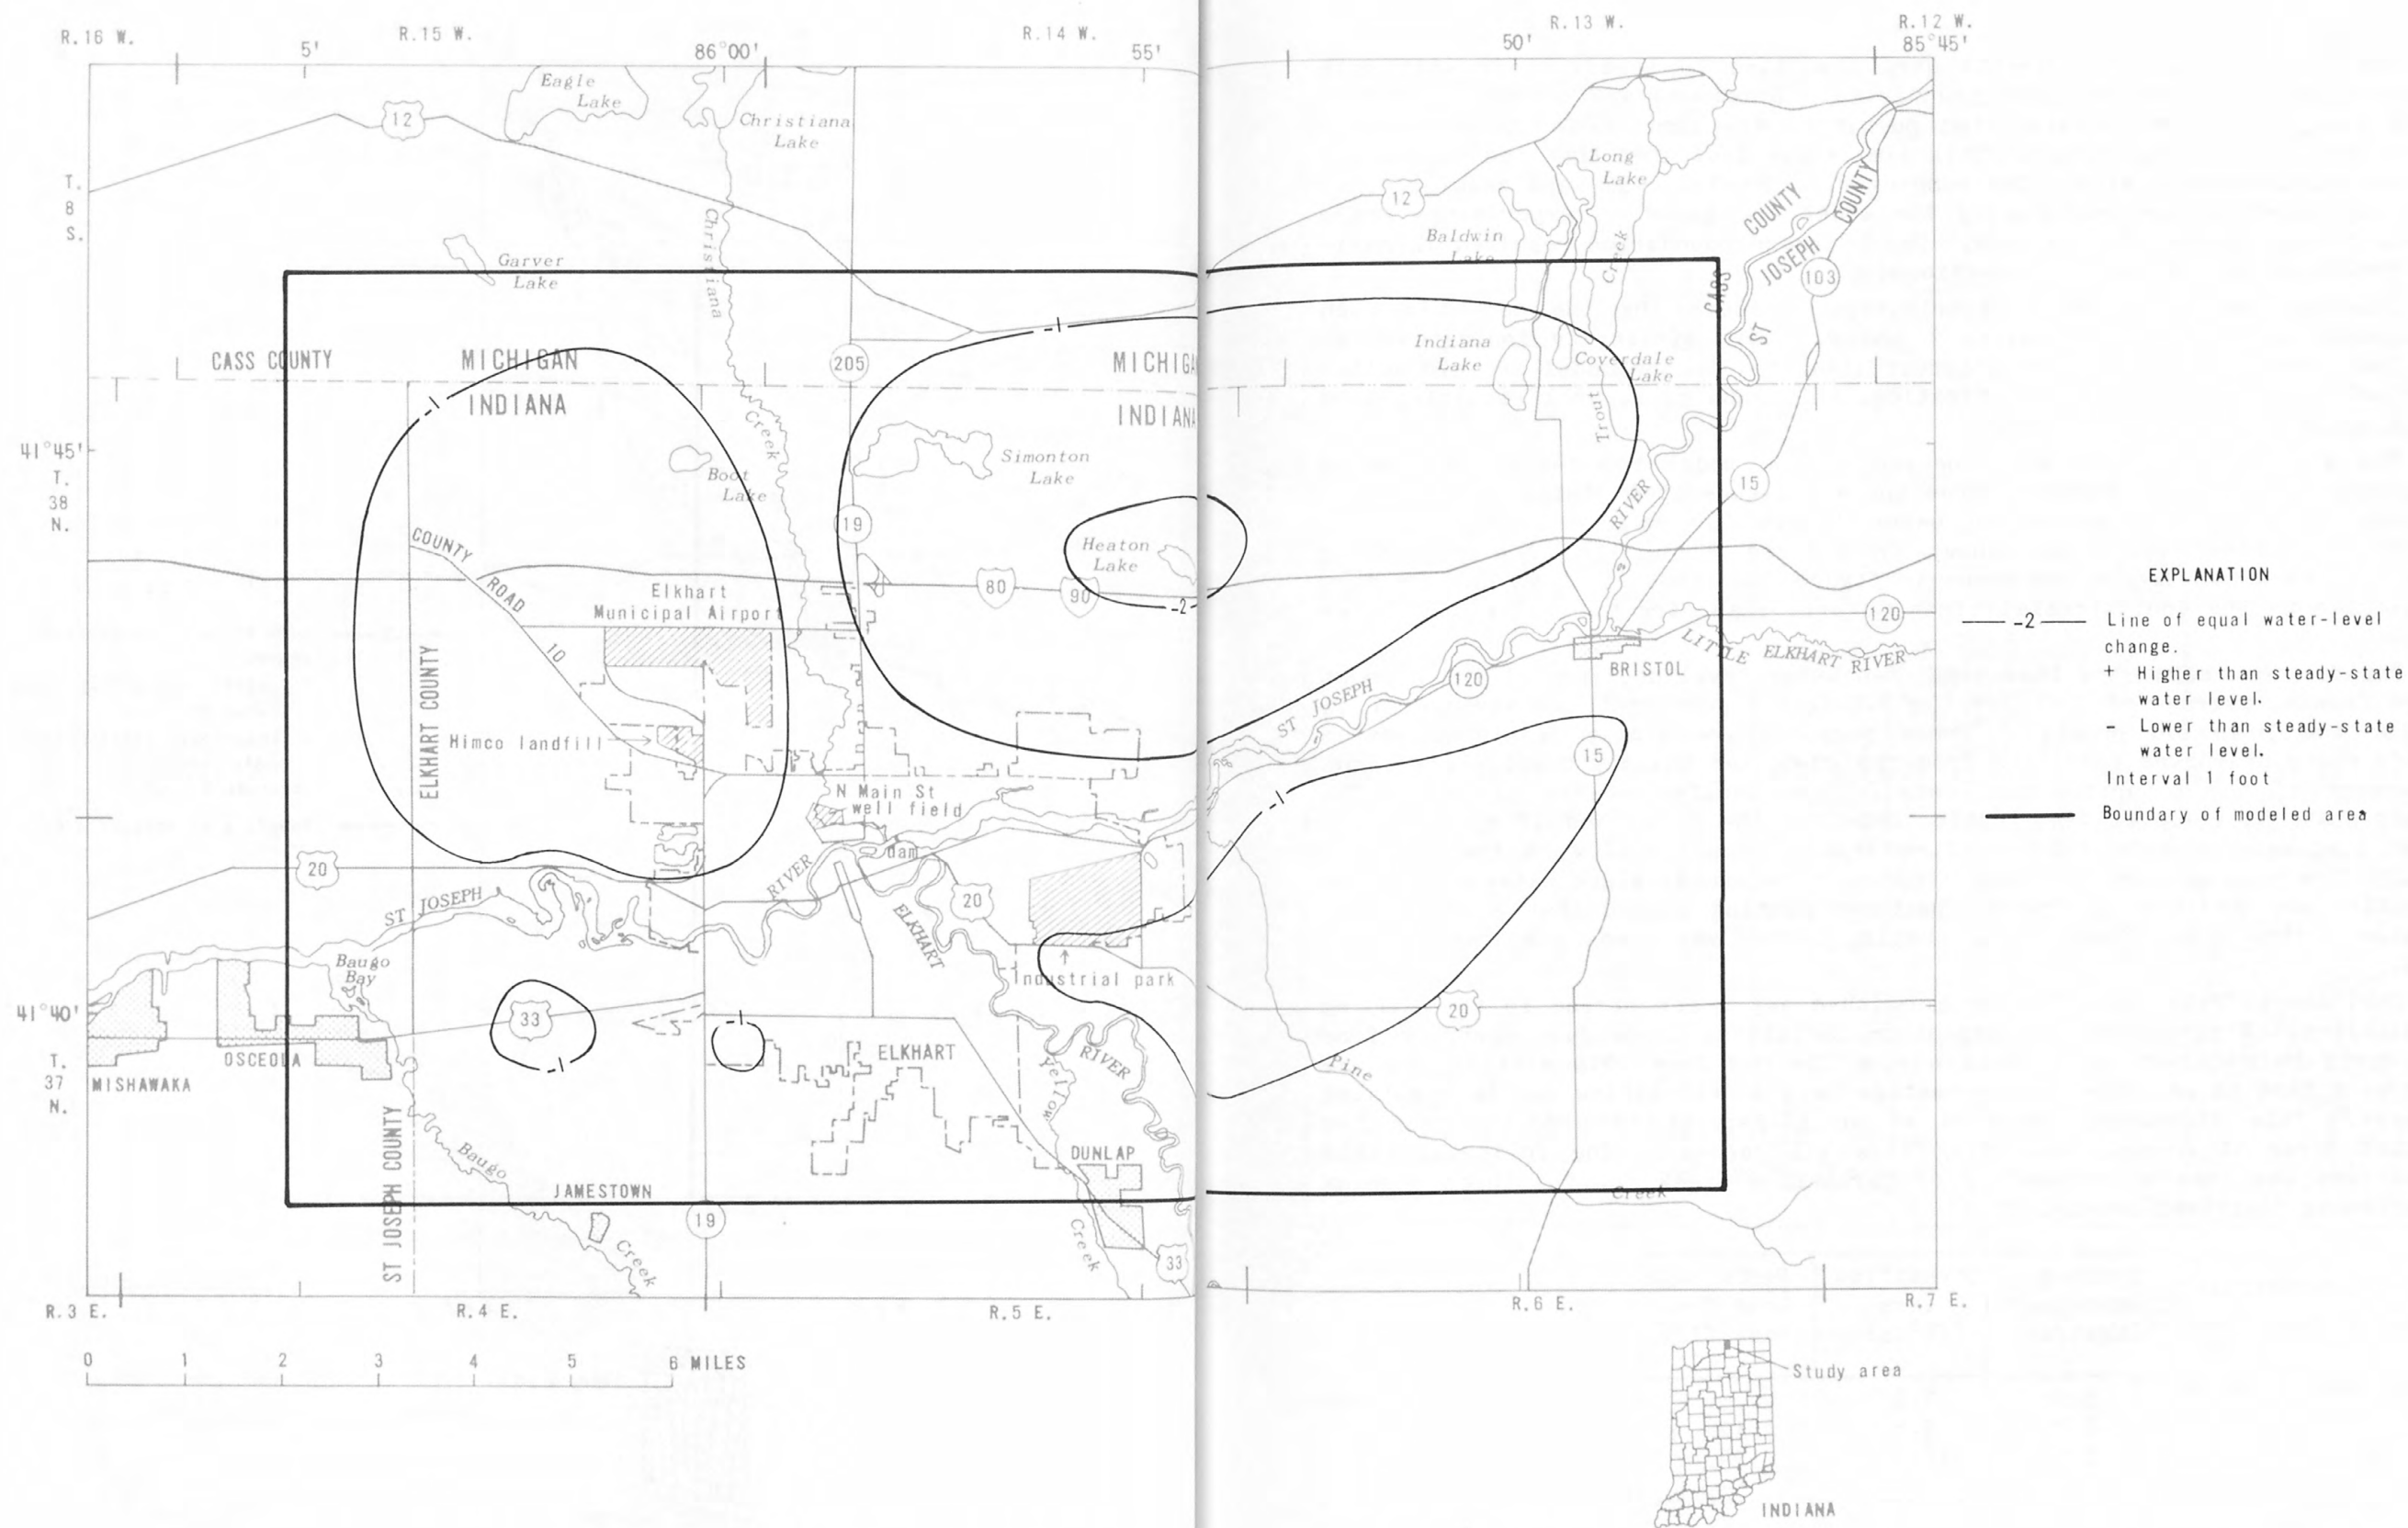 R.16 W.
R.15 W.
R.14 W.
R.13 W.
R.12 W.
5'
86°00'
55'
50'
85°45'
Eagle
Lake
12
Christiana
Lake
Long
Lake
12
T.
8
S.
COUNTY
COUNTY
Christiana
Baldwin
Lake
Creek
Garver
Lake
JOSEPH
103
CASS
ST
-1
Indiana
Lake
Coverdale
Lake
CASS COUNTY
MICHIGAN
205
MICHIGA
INDIANA
INDIANA
-1
Creek
Trout
41°45'
T.
38
N.
Boot
Lake
Simonton
Lake
15
19
RIVER
COUNTY
ROAD
10
Heaton
Lake
Elkhart
Municipal Airport
80
90
-2
120
LITTLE ELKHART RIVER
BRISTOL
120
ELKHART COUNTY
ST JOSEPH
Himco landfill
15
N Main St
well field
-1
dam
20
RIVER
ST JOSEPH
20
ELKHART
Baugo
Bay
Industrial park
41°40'
33
-1
-1
20
T.
37
N.
OSCEOLA
MISHAWAKA
ELKHART
RIVER
Yellow
Pine
ST JOSEPH COUNTY
Baugo
DUNLAP
JAMESTOWN
Creek
19
Creek
Creek
33
R.3 E.
R.4 E.
R.5 E.
R.6 E.
R.7 E.
0 1 2 3 4 5 6 MILES
Study area
INDIANA
EXPLANATION
-2 Line of equal water-level
change.
+ Higher than steady-state
water level.
- Lower than steady-state
water level.
Interval 1 foot
Boundary of modeled area